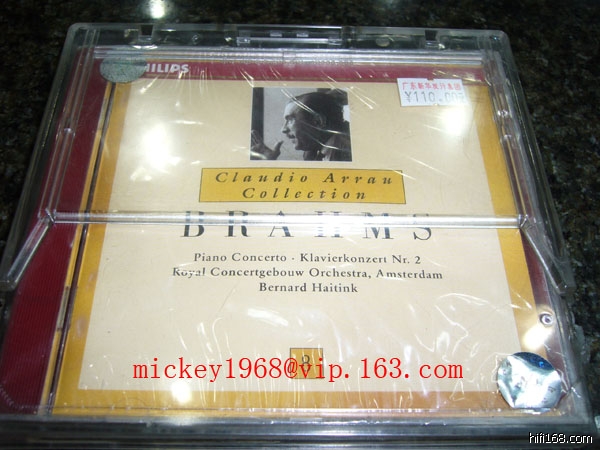 PHILIPS
¥110.00
Claudio Arrau
Collection
BRAHMS
Piano Concerto · Klavierkonzert Nr. 2
Royal Concertgebouw Orchestra, Amsterdam
Bernard Haitink
8
mickey1968@vip.163.com
hifi168.com